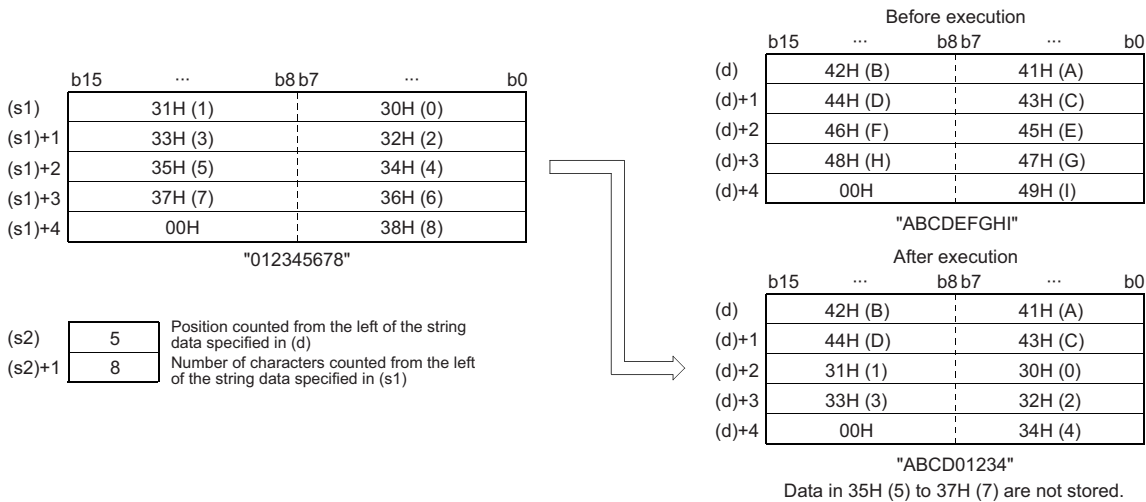 b15 ... b8 b7 ... b0
(s1) 31H (1) 30H (0)
(s1)+1 33H (3) 32H (2)
(s1)+2 35H (5) 34H (4)
(s1)+3 37H (7) 36H (6)
(s1)+4 00H 38H (8)
"012345678"
(s2) 5 Position counted from the left of the string
data specified in (d)
(s2)+1 8 Number of characters counted from the left
of the string data specified in (s1)
Before execution
b15 ... b8 b7 ... b0
(d) 42H (B) 41H (A)
(d)+1 44H (D) 43H (C)
(d)+2 46H (F) 45H (E)
(d)+3 48H (H) 47H (G)
(d)+4 00H 49H (I)
"ABCDEFGHI"
After execution
b15 ... b8 b7 ... b0
(d) 42H (B) 41H (A)
(d)+1 44H (D) 43H (C)
(d)+2 31H (1) 30H (0)
(d)+3 33H (3) 32H (2)
(d)+4 00H 34H (4)
"ABCD01234"
Data in 35H (5) to 37H (7) are not stored.